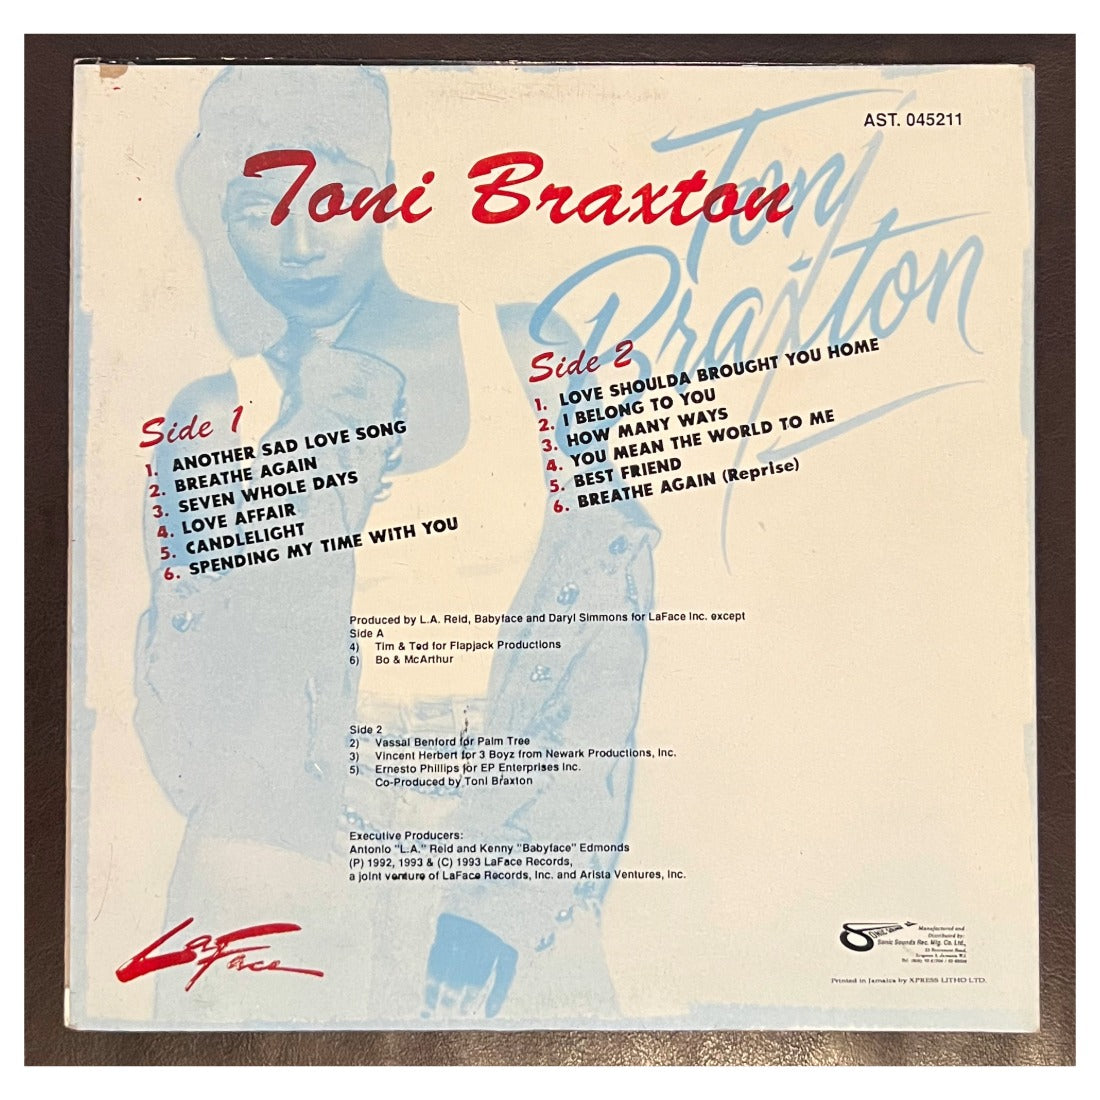 AST. 045211
Toni Braxton
Toni
Braxton
Side 1
1. ANOTHER SAD LOVE SONG
2. BREATHE AGAIN
3. SEVEN WHOLE DAYS
4. LOVE AFFAIR
5. CANDLELIGHT
6. SPENDING MY TIME WITH YOU
Side 2
1. LOVE SHOULDA BROUGHT YOU HOME
2. I BELONG TO YOU
3. HOW MANY WAYS
4. YOU MEAN THE WORLD TO ME
5. BEST FRIEND
6. BREATHE AGAIN (Reprise)
Produced by L.A. Reid, Babyface and Daryl Simmons for LaFace Inc. except
Side A
4) Tim & Ted for Flapjack Productions
6) Bo & McArthur
Side 2
2) Vassal Benford for Palm Tree
3) Vincent Herbert for 3 Boyz from Newark Productions, Inc.
5) Ernesto Phillips for EP Enterprises Inc.
Co-Produced by Toni Braxton
Executive Producers:
Antonio "L.A." Reid and Kenny "Babyface" Edmonds
(P) 1992, 1993 & (C) 1993 LaFace Records,
a joint venture of LaFace Records, Inc. and Arista Ventures, Inc.
LaFace
Manufactured and
Distributed by:
Sonic Sounds Rec. Mfg. Co. Ltd.,
Kingston 5, Jamaica W.I.
Printed in Jamaica by XPRESS LITHO LTD.